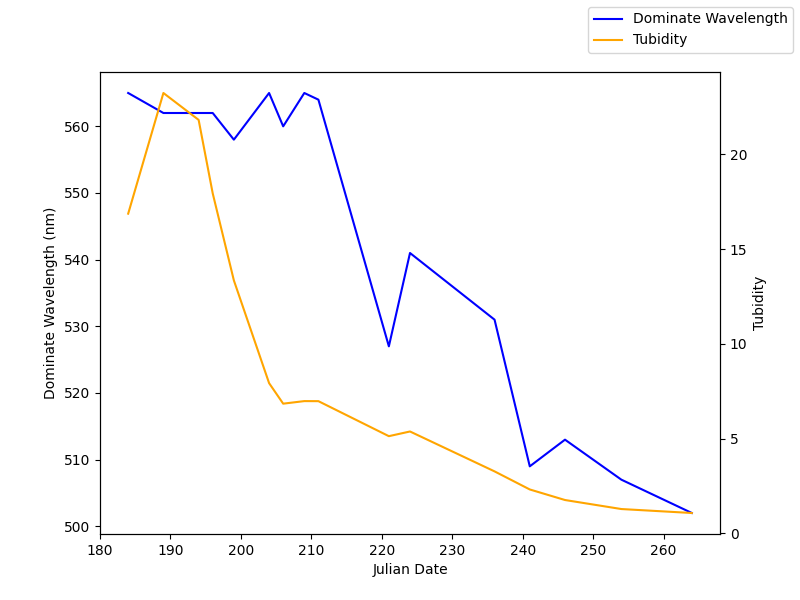 Dominate Wavelength
Tubidity
560
550
540
530
520
510
500
Dominate Wavelength (nm)
20
15
10
5
0
Tubidity
180 190 200 210 220 230 240 250 260
Julian Date